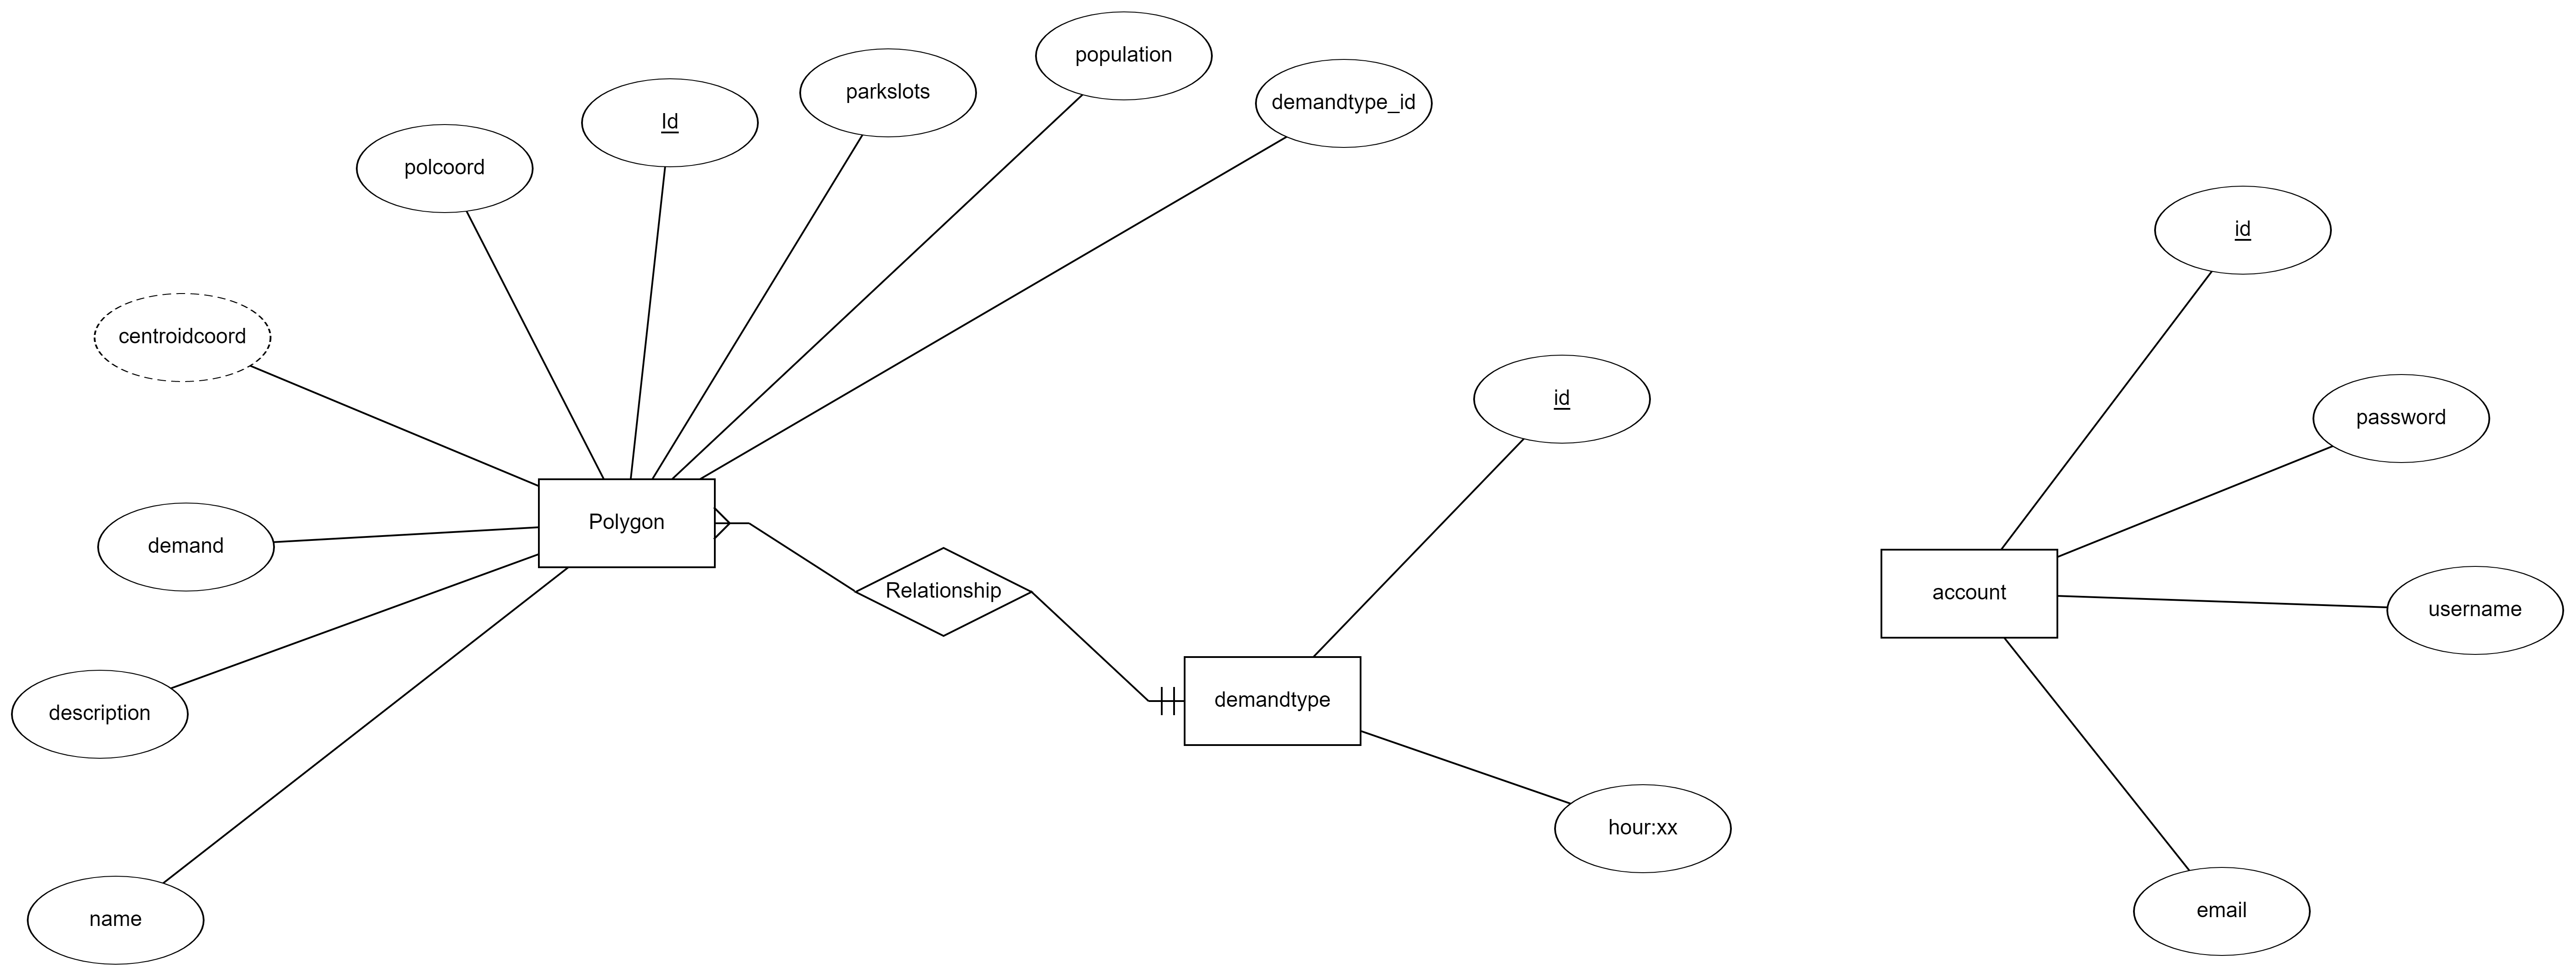 population
parkslots
demandtype_id
Id
polcoord
id
centroidcoord
id
password
Polygon
demand
Relationship
account
username
demandtype
description
hour:xx
email
name